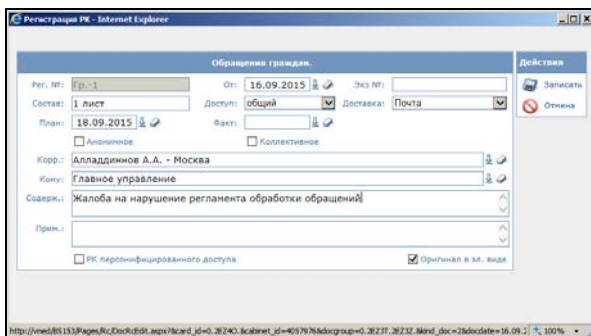 Регистрация РК - Internet Explorer
Обращения граждан.
Действия
Рег. №: Гр.-1 От: 16.09.2015 Экз №:
Записать
Состав: 1 лист Доступ: общий Доставка: Почта
Отмена
План: 18.09.2015 Факт:
Анонимное Коллективное
Корр.: Алладдиннов А.А. - Москва
Кому: Главное управление
Содерж.: Жалоба на нарушение регламента обработки обращений
Прим.:
РК персонифицированного доступа Оригинал в эл. виде
100%